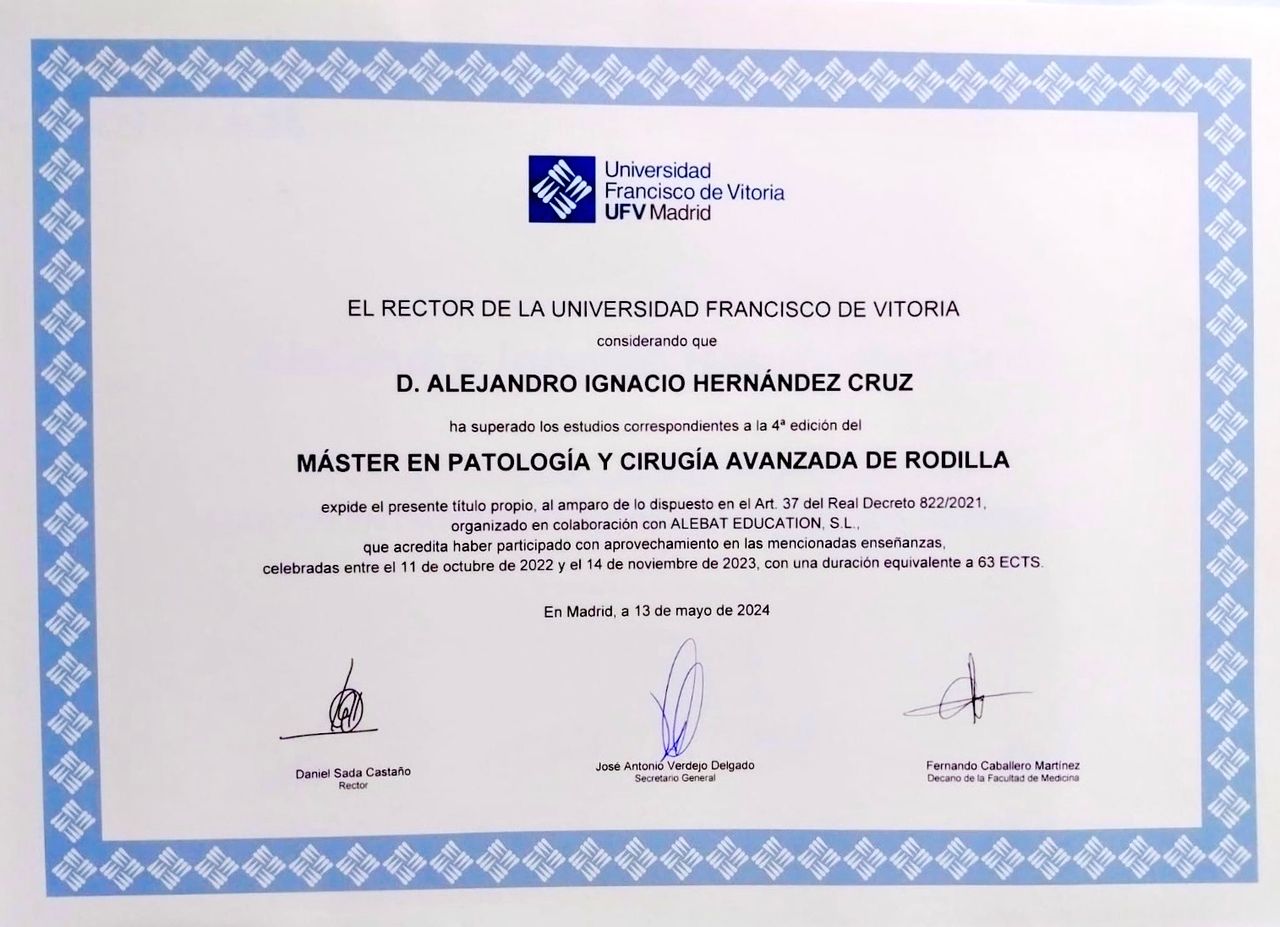 Universidad
Francisco de Vitoria
UFV Madrid
EL RECTOR DE LA UNIVERSIDAD FRANCISCO DE VITORIA
considerando que
D. ALEJANDRO IGNACIO HERNÁNDEZ CRUZ
ha superado los estudios correspondientes a la 4ª edición del
MÁSTER EN PATOLOGÍA Y CIRUGÍA AVANZADA DE RODILLA
expide el presente título propio, al amparo de lo dispuesto en el Art. 37 del Real Decreto 822/2021,
organizado en colaboración con ALEBAT EDUCATION, S.L.,
que acredita haber participado con aprovechamiento en las mencionadas enseñanzas,
celebradas entre el 11 de octubre de 2022 y el 14 de noviembre de 2023, con una duración equivalente a 63 ECTS.
En Madrid, a 13 de mayo de 2024
Daniel Sada Castaño
Rector
José Antonio Verdejo Delgado
Secretario General
Fernando Caballero Martínez
Decano de la Facultad de Medicina